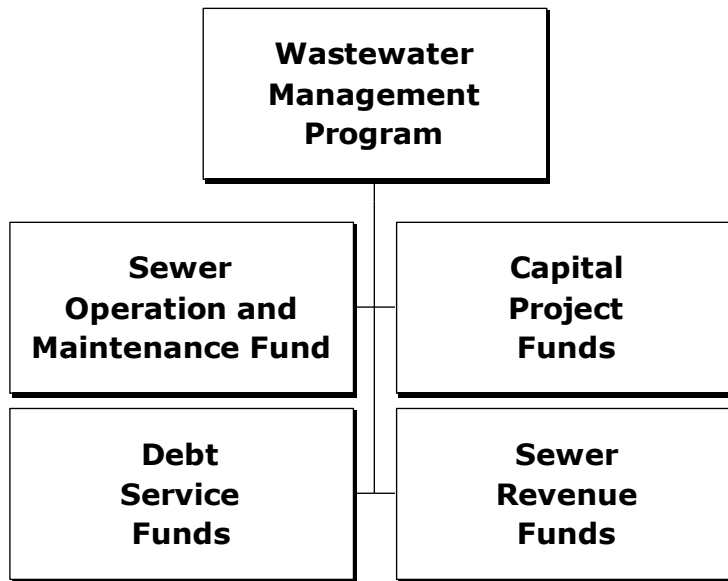 Wastewater
Management
Program
Sewer
Operation and
Maintenance Fund
Capital
Project
Funds
Debt
Service
Funds
Sewer
Revenue
Funds